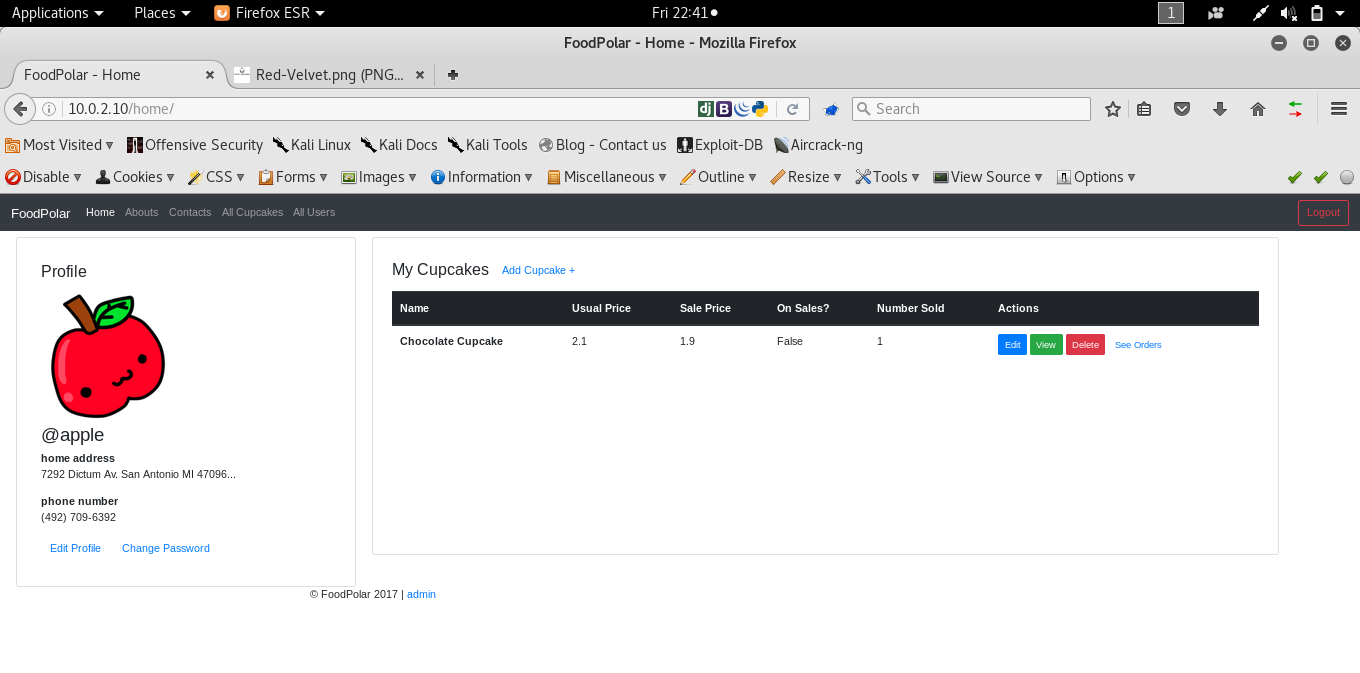 Applications Places Firefox ESR Fri 22:41 1
FoodPolar - Home - Mozilla Firefox
FoodPolar - Home Red-Velvet.png (PNG...
10.0.2.10/home/ dj B Search
Most Visited Offensive Security Kali Linux Kali Docs Kali Tools Blog - Contact us Exploit-DB Aircrack-ng
Disable Cookies CSS Forms Images Information Miscellaneous Outline Resize Tools View Source Options
FoodPolar Home Abouts Contacts All Cupcakes All Users Logout
Profile
@apple
home address
7292 Dictum Av. San Antonio MI 47096...
phone number
(492) 709-6392
Edit Profile Change Password
My Cupcakes Add Cupcake +
Name Usual Price Sale Price On Sales? Number Sold Actions
Chocolate Cupcake 2.1 1.9 False 1 Edit View Delete See Orders
© FoodPolar 2017 | admin